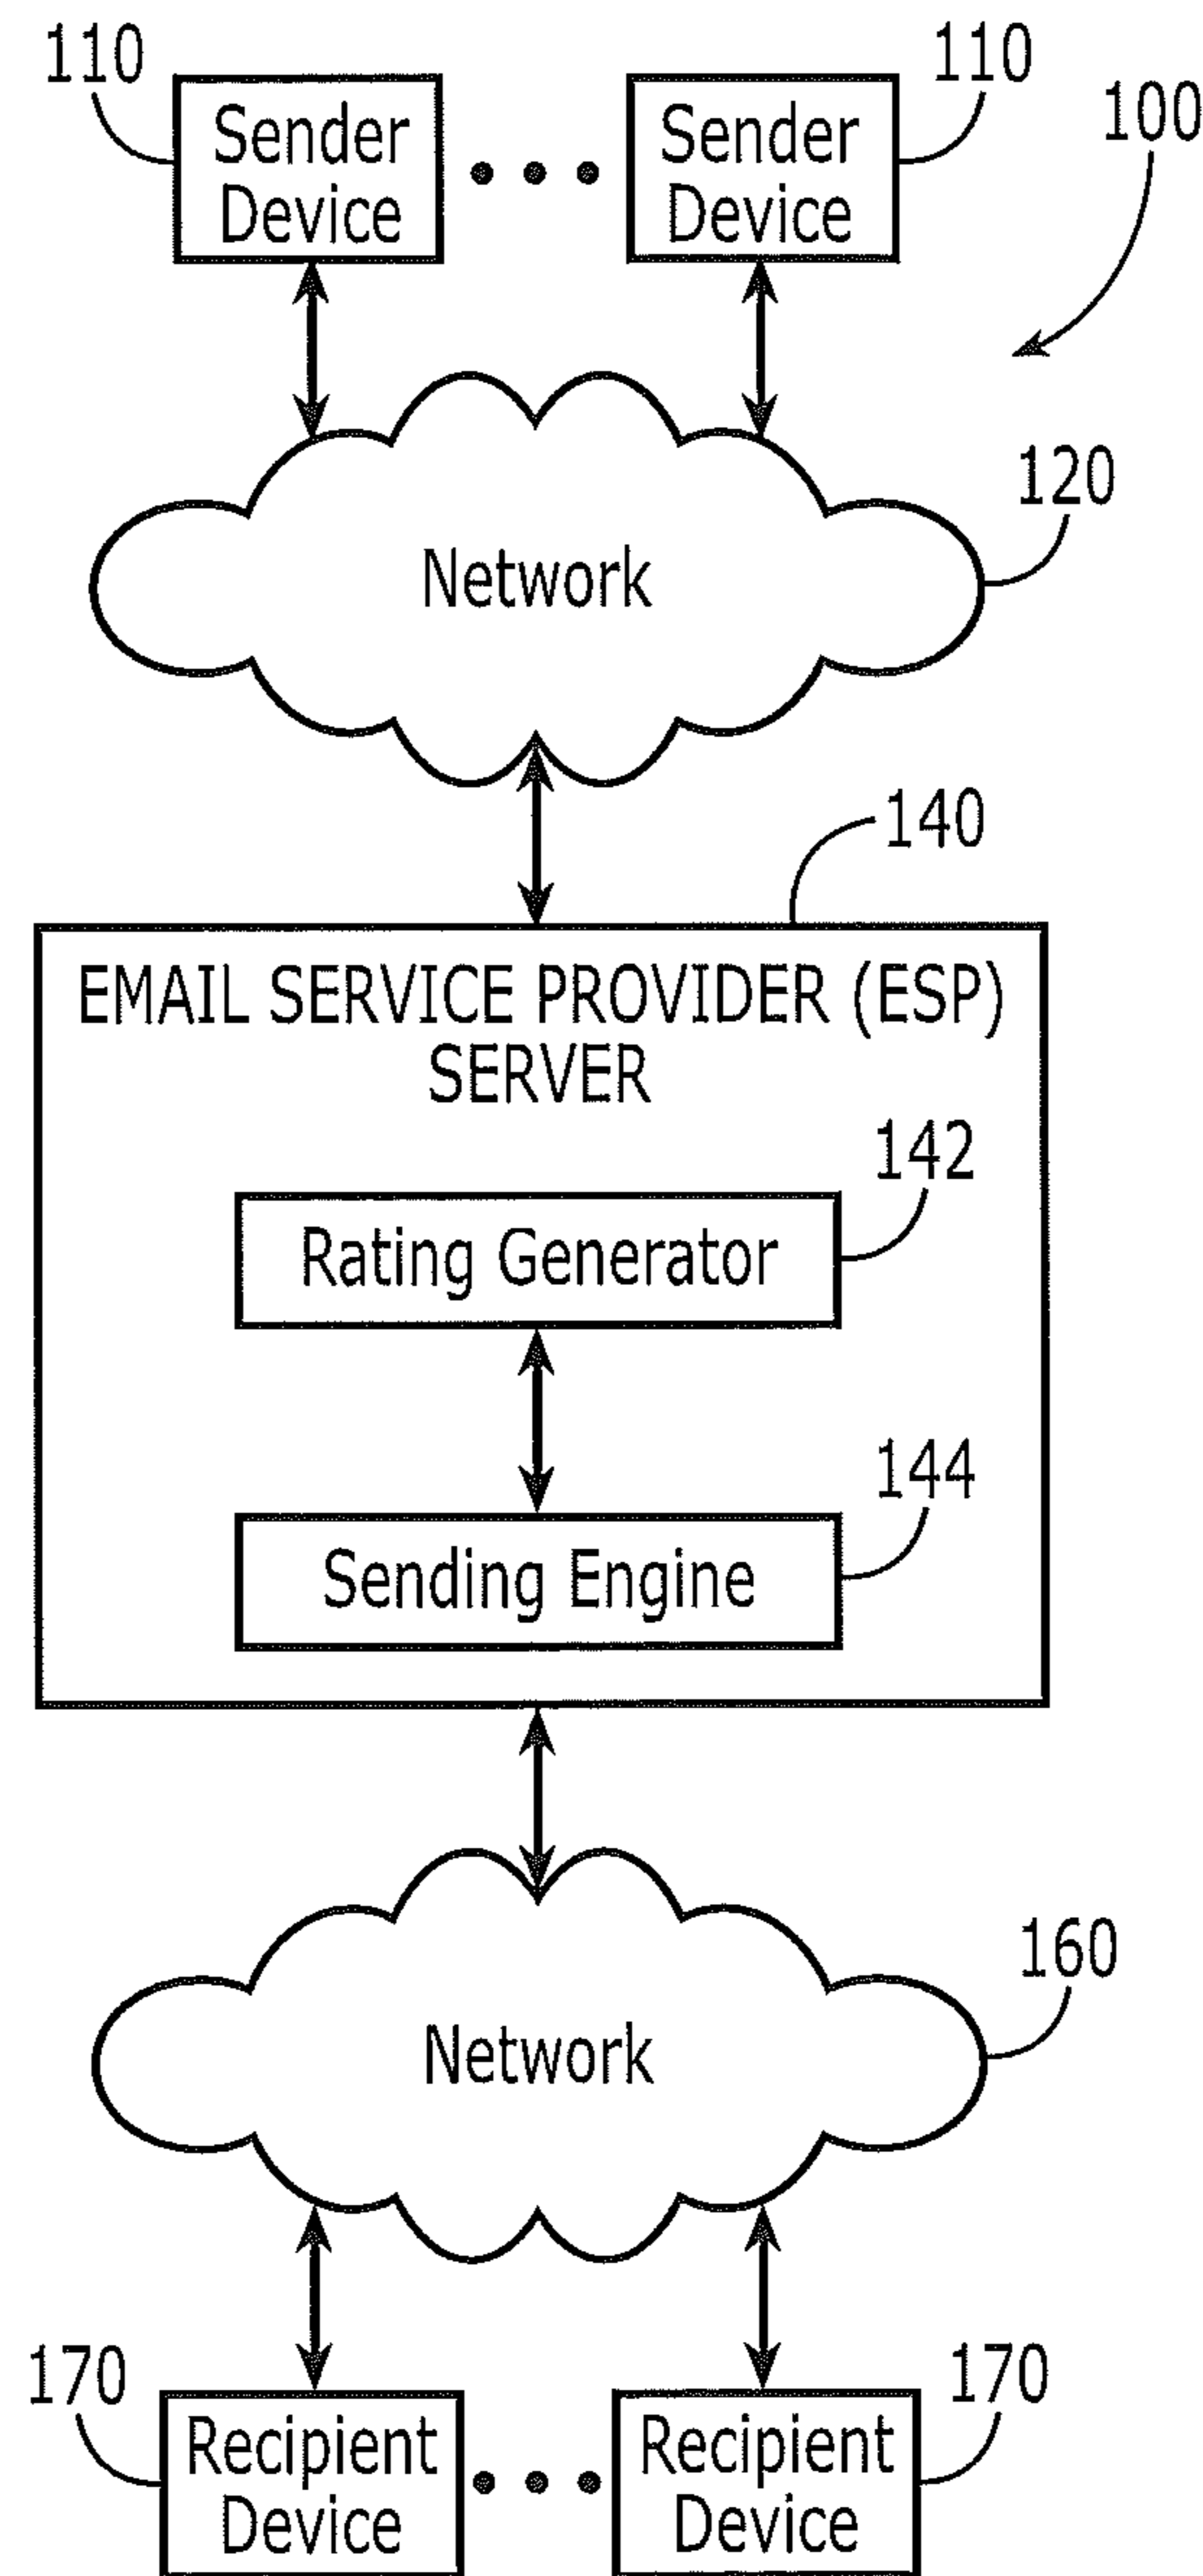 110
110
100
Sender
Device
Sender
Device
120
Network
140
EMAIL SERVICE PROVIDER (ESP)
SERVER
142
Rating Generator
144
Sending Engine
160
Network
170
170
Recipient
Device
Recipient
Device